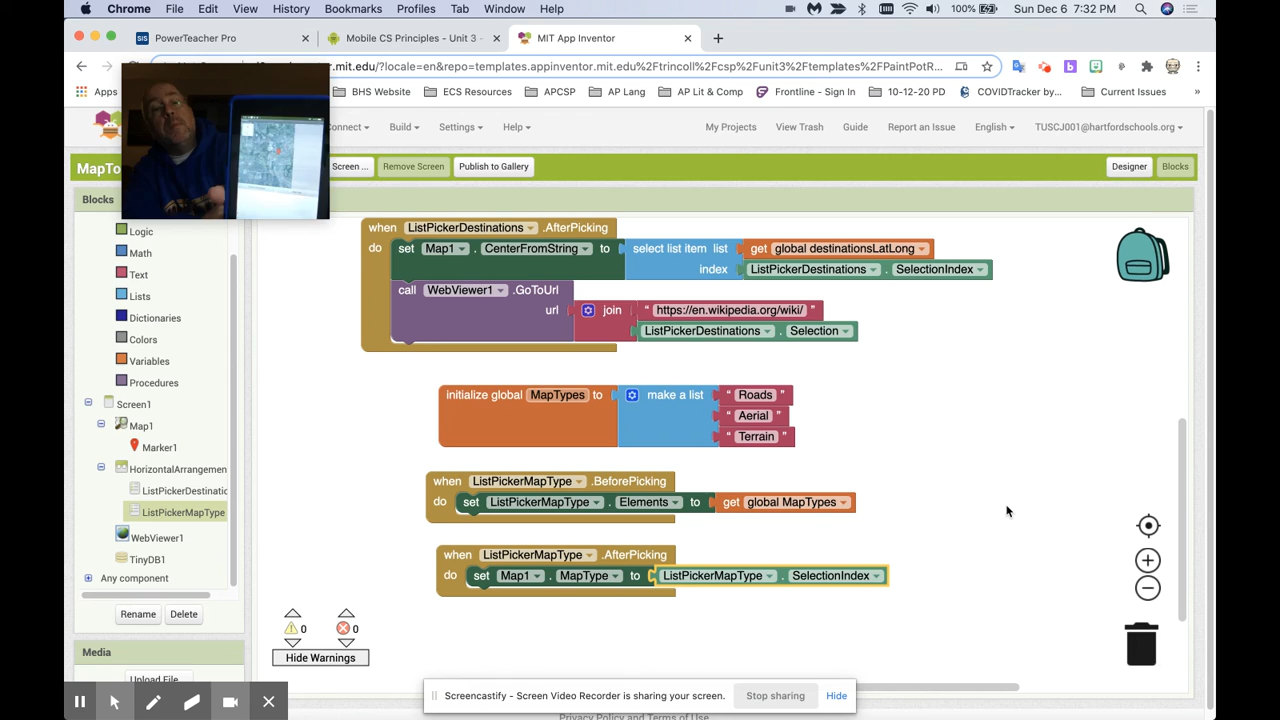 Chrome File Edit View History Bookmarks Profiles Tab Window Help 100% Sun Dec 6 7:32 PM
SIS PowerTeacher Pro × Mobile CS Principles - Unit 3 - × MIT App Inventor × +
r.mit.edu/?locale=en&repo=templates.appinventor.mit.edu%2Ftrincoll%2Fcsp%2Funit3%2Ftemplates%2FPaintPotR...
Apps BHS Website ECS Resources APCSP AP Lang AP Lit & Comp Frontline - Sign In 10-12-20 PD COVIDTracker by... Current Issues »
Connect Build Settings Help My Projects View Trash Guide Report an Issue English TUSCJ001@hartfordschools.org
MapTo Screen ... Remove Screen Publish to Gallery Designer Blocks
Blocks
Logic
Math
Text
Lists
Dictionaries
Colors
Variables
Procedures
Screen1
Map1
Marker1
HorizontalArrangemen
ListPickerDestinatic
ListPickerMapType
WebViewer1
TinyDB1
Any component
Rename Delete
Media
Upload File
when ListPickerDestinations .AfterPicking
do set Map1 . CenterFromString to select list item list get global destinationsLatLong
index ListPickerDestinations . SelectionIndex
call WebViewer1 .GoToUrl
url join " https://en.wikipedia.org/wiki/ "
ListPickerDestinations . Selection
initialize global MapTypes to make a list " Roads "
" Aerial "
" Terrain "
when ListPickerMapType .BeforePicking
do set ListPickerMapType . Elements to get global MapTypes
when ListPickerMapType .AfterPicking
do set Map1 . MapType to ListPickerMapType . SelectionIndex
0 0
Hide Warnings
Screencastify - Screen Video Recorder is sharing your screen. Stop sharing Hide
Privacy Policy and Terms of Use